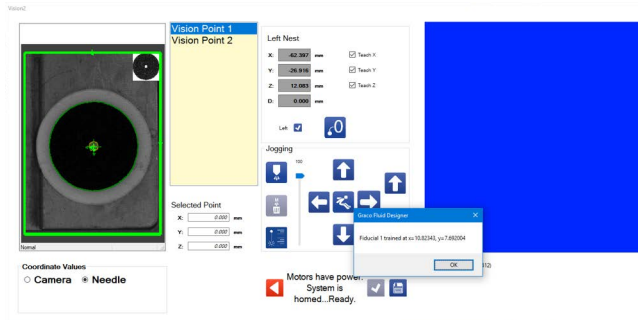 Vision2
Vision Point 1
Vision Point 2
Left Nest
X: -62.397 mm Teach X
Y: -26.916 mm Teach Y
Z: 12.083 mm Teach Z
D: 0.000 mm
Left
0
Jogging
100
Selected Point
X: 0.000 mm
Y: 0.000 mm
Z: 0.000 mm
Normal
Graco Fluid Designer
Fiducial 1 trained at x=10.82343, y=7.692004
OK
Coordinate Values
Camera Needle
Motors have power.
System is
homed...Ready.